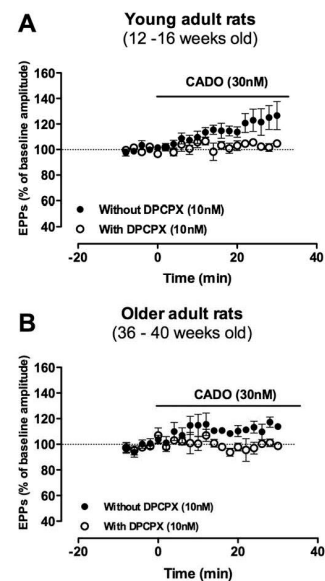 A
Young adult rats
(12 -16 weeks old)
CADO (30nM)
EPPs (% of baseline amplitude)
160
140
120
100
80
60
40
Without DPCPX (10nM)
With DPCPX (10nM)
-20
0
20
40
Time (min)
B
Older adult rats
(36 - 40 weeks old)
CADO (30nM)
EPPs (% of baseline amplitude)
160
140
120
100
80
60
40
Without DPCPX (10nM)
With DPCPX (10nM)
-20
0
20
40
Time (min)